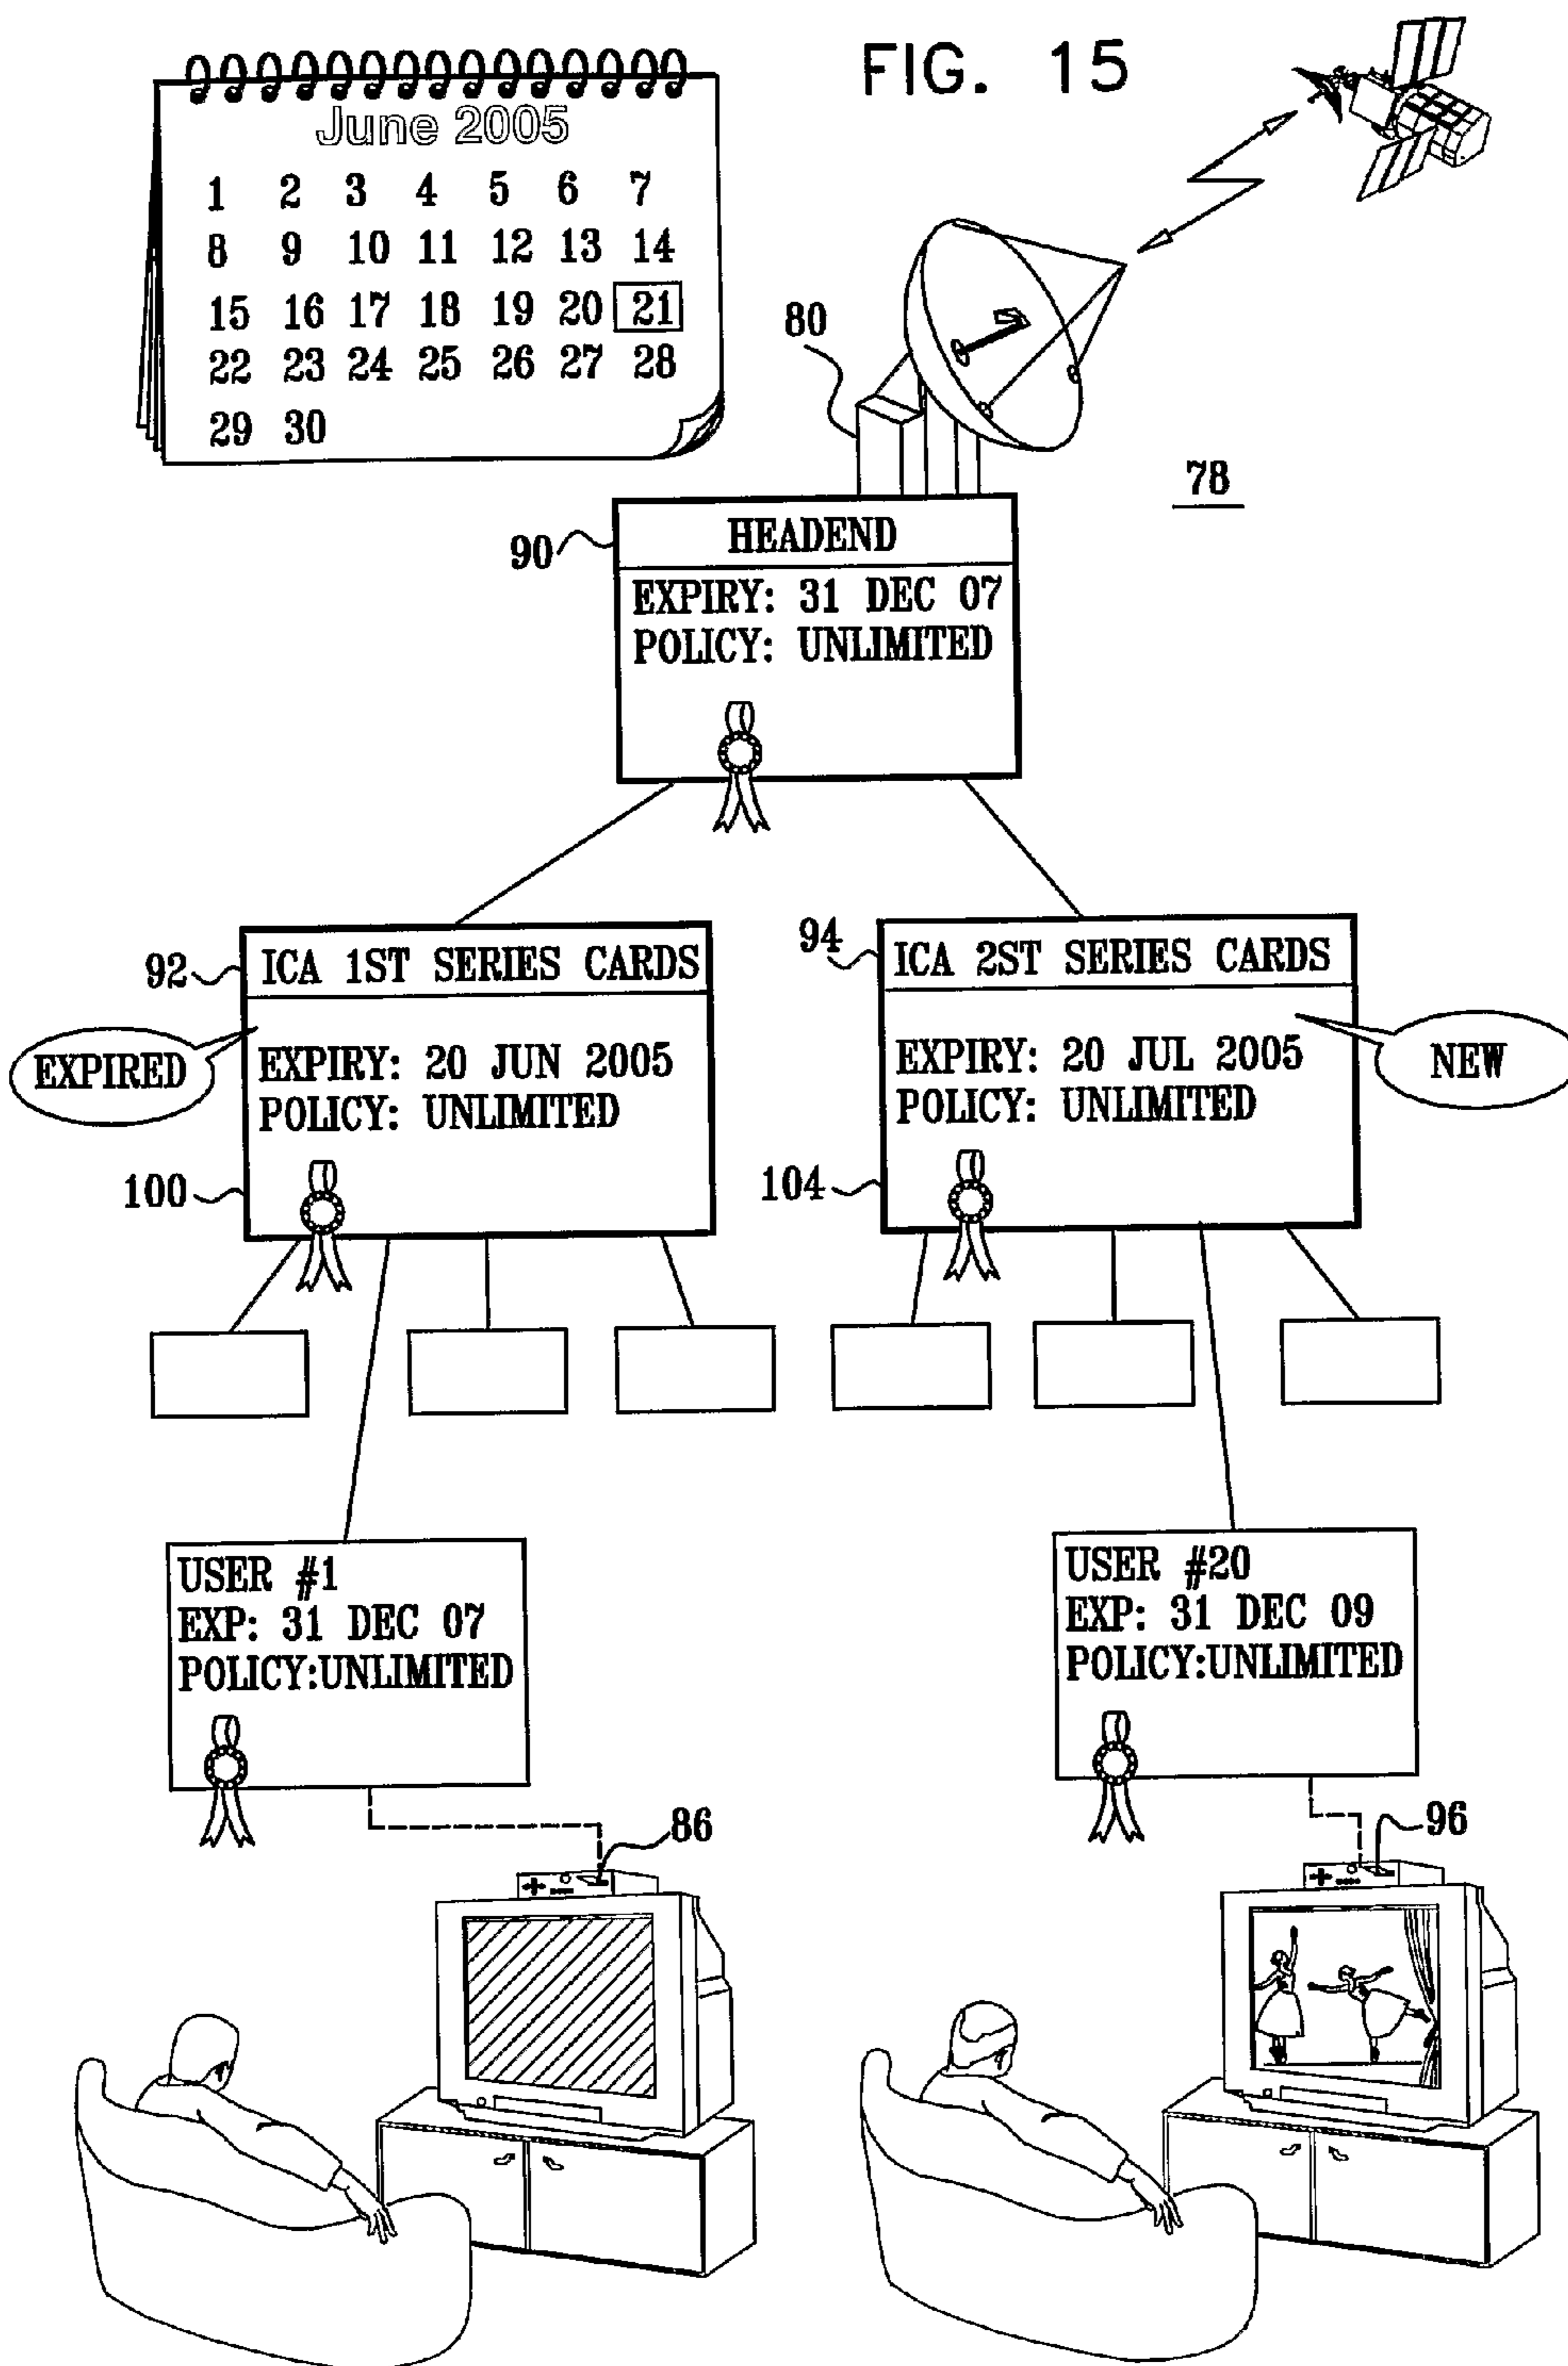 FIG. 15
June 2005
1 2 3 4 5 6 7
8 9 10 11 12 13 14
15 16 17 18 19 20 21
22 23 24 25 26 27 28
29 30
80
78
90
HEADEND
EXPIRY: 31 DEC 07
POLICY: UNLIMITED
92
ICA 1ST SERIES CARDS
EXPIRED
EXPIRY: 20 JUN 2005
POLICY: UNLIMITED
100
94
ICA 2ST SERIES CARDS
NEW
EXPIRY: 20 JUL 2005
POLICY: UNLIMITED
104
USER #1
EXP: 31 DEC 07
POLICY:UNLIMITED
86
USER #20
EXP: 31 DEC 09
POLICY:UNLIMITED
96